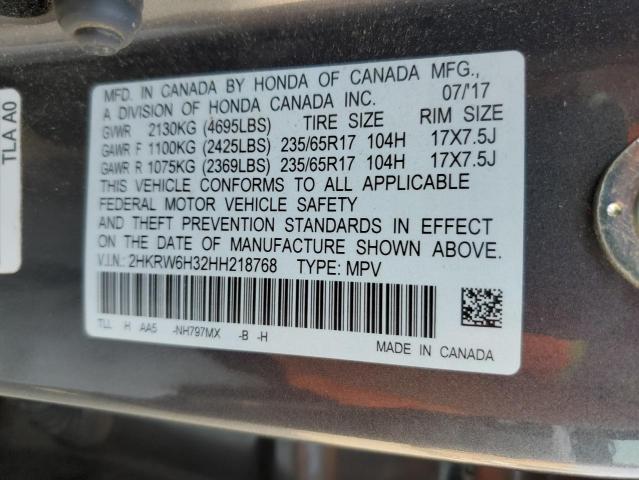 MFD. IN CANADA BY HONDA OF CANADA MFG.,
A DIVISION OF HONDA CANADA INC. 07/'17
GVWR 2130KG (4695LBS) TIRE SIZE RIM SIZE
GAWR F 1100KG (2425LBS) 235/65R17 104H 17X7.5J
GAWR R 1075KG (2369LBS) 235/65R17 104H 17X7.5J
THIS VEHICLE CONFORMS TO ALL APPLICABLE
FEDERAL MOTOR VEHICLE SAFETY
AND THEFT PREVENTION STANDARDS IN EFFECT
ON THE DATE OF MANUFACTURE SHOWN ABOVE.
V.I.N.: 2HKRW6H32HH218768 TYPE: MPV
TLL H AA5 -NH797MX -B -H
MADE IN CANADA
TLA A0